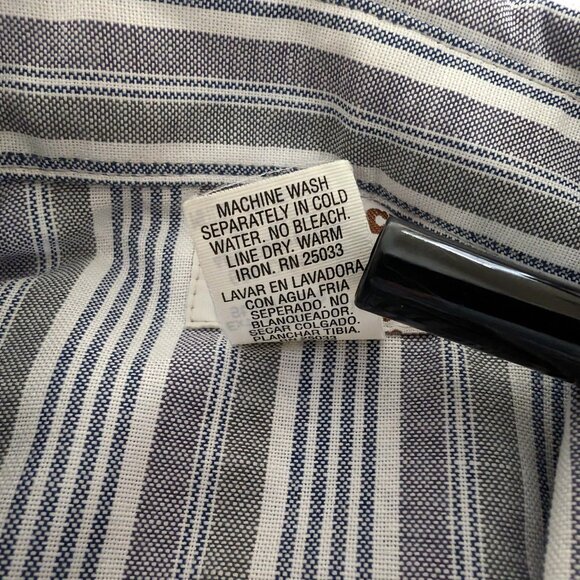 MACHINE WASH
SEPARATELY IN COLD
WATER. NO BLEACH.
LINE DRY. WARM
IRON. RN 25033
LAVAR EN LAVADORA
CON AGUA FRIA
SEPERADO. NO
BLANQUEADOR.
SEGAR COLGADO.
PLANCHAR TIBIA.